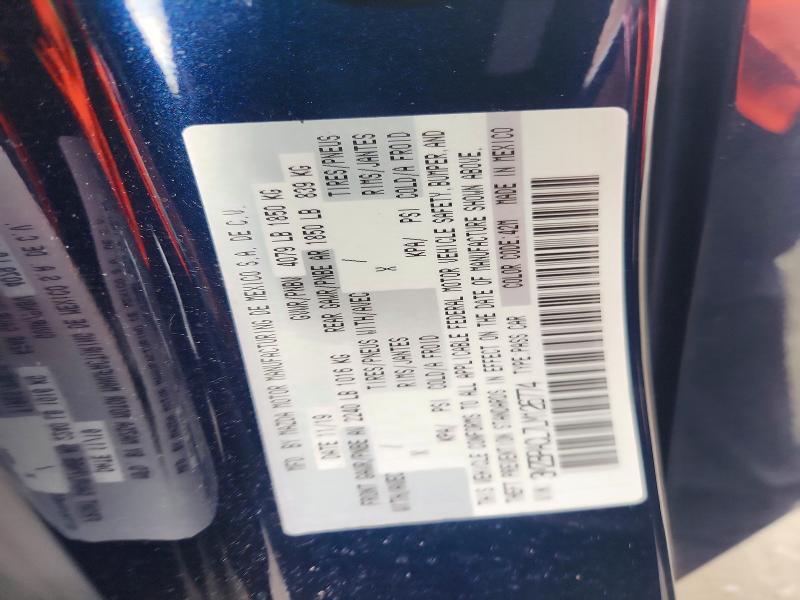 MFD. BY MAZDA MOTOR MANUFACTURING DE MEXICO S.A. DE C.V.
DATE 11/19 GVWR/PNBV 4079 LB 1850 KG
FRONT GAWR/PNBE AV 2240 LB 1016 KG REAR GAWR/PNBE AR 1850 LB 839 KG
TIRES/PNEUS WITH/AVEC TIRES/PNEUS
WITH/AVEC / RIMS/JANTES / RIMS/JANTES
X COLD/A FROID X COLD/A FROID
KPA/ PSI KPA/ PSI
THIS VEHICLE CONFORMS TO ALL APPLICABLE FEDERAL MOTOR VEHICLE SAFETY, BUMPER, AND
THEFT PREVENTION STANDARDS IN EFFECT ON THE DATE OF MANUFACTURE SHOWN ABOVE.
TYPE PASS CAR COLOR CODE: 42M MADE IN MEXICO